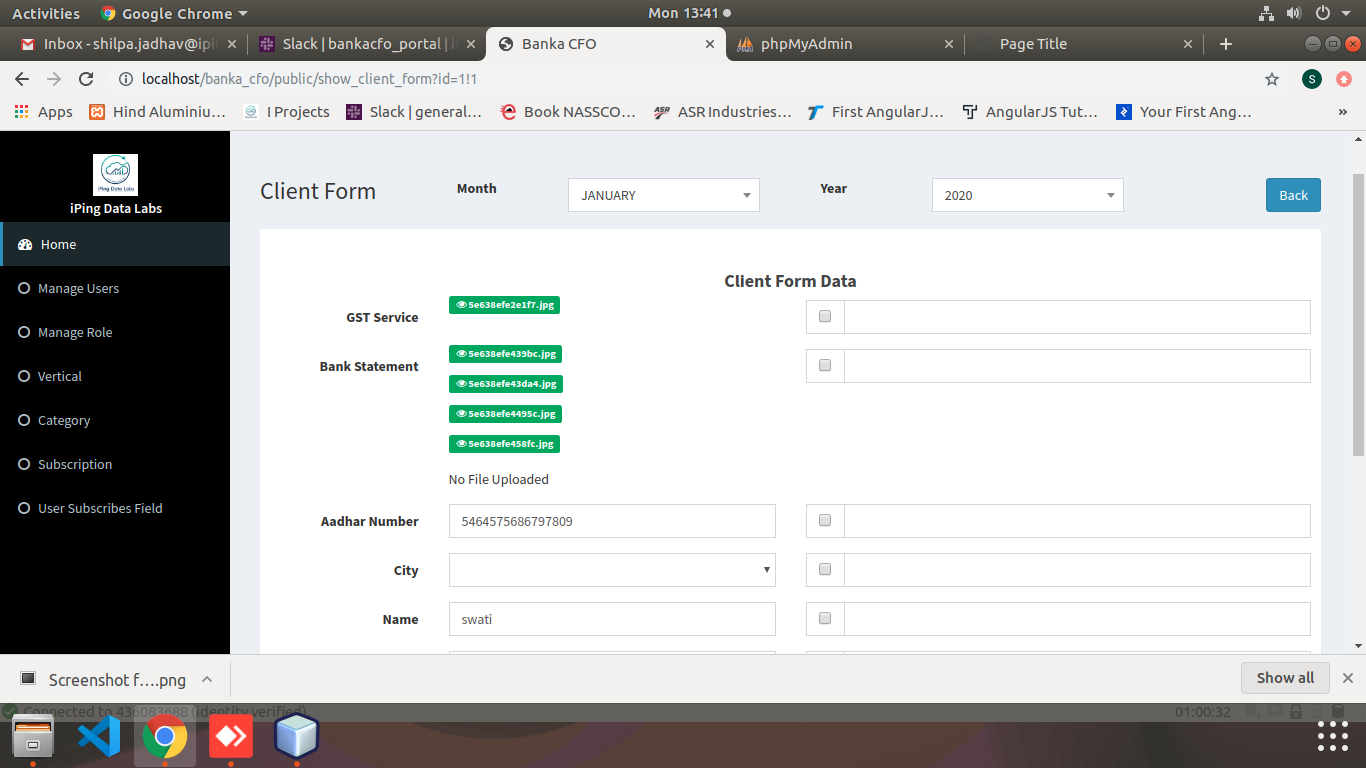 Activities Google Chrome Mon 13:41
Inbox - shilpa.jadhav@ipi Slack | bankacfo_portal | i Banka CFO phpMyAdmin Page Title
localhost/banka_cfo/public/show_client_form?id=1!1 S
Apps Hind Aluminiu... I Projects Slack | general... Book NASSCO... ASR ASR Industries... First AngularJ... AngularJS Tut... Your First Ang... »
iPing Data Labs
iPing Data Labs
Home
Manage Users
Manage Role
Vertical
Category
Subscription
User Subscribes Field
Client Form Month JANUARY Year 2020 Back
Client Form Data
GST Service 5e638efe2e1f7.jpg
Bank Statement 5e638efe439bc.jpg
5e638efe43da4.jpg
5e638efe4495c.jpg
5e638efe458fc.jpg
No File Uploaded
Aadhar Number 5464575686797809
City
Name swati
Screenshot f....png Show all
Connected to 436083688 (identity verified) 01:00:32